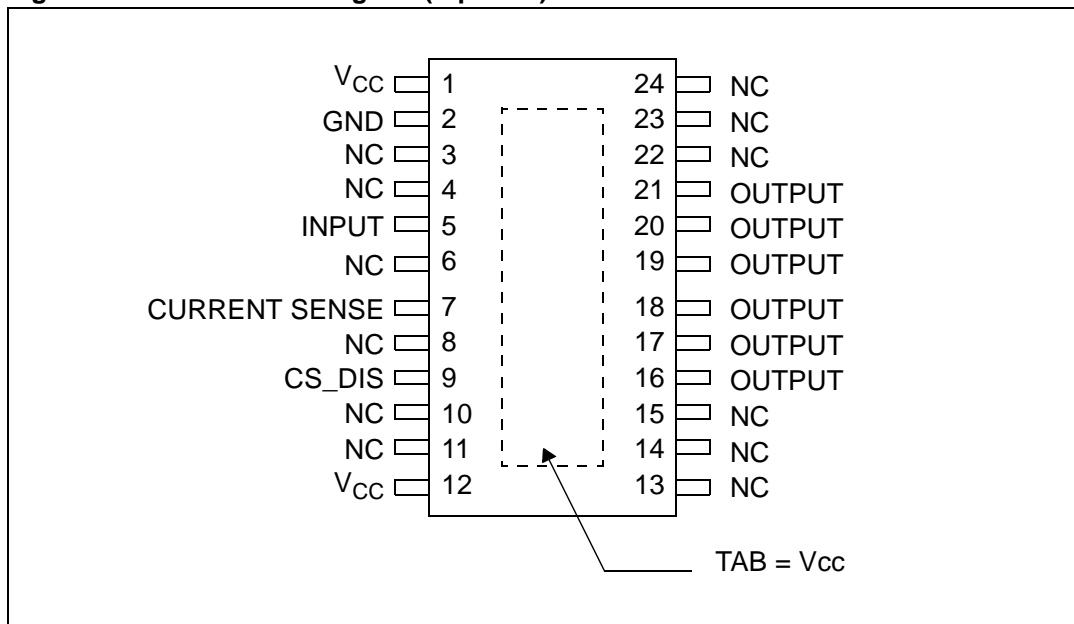 V_CC 1 24 NC
GND 2 23 NC
NC 3 22 NC
NC 4 21 OUTPUT
INPUT 5 20 OUTPUT
NC 6 19 OUTPUT
CURRENT SENSE 7 18 OUTPUT
NC 8 17 OUTPUT
CS_DIS 9 16 OUTPUT
NC 10 15 NC
NC 11 14 NC
V_CC 12 13 NC
TAB = Vcc